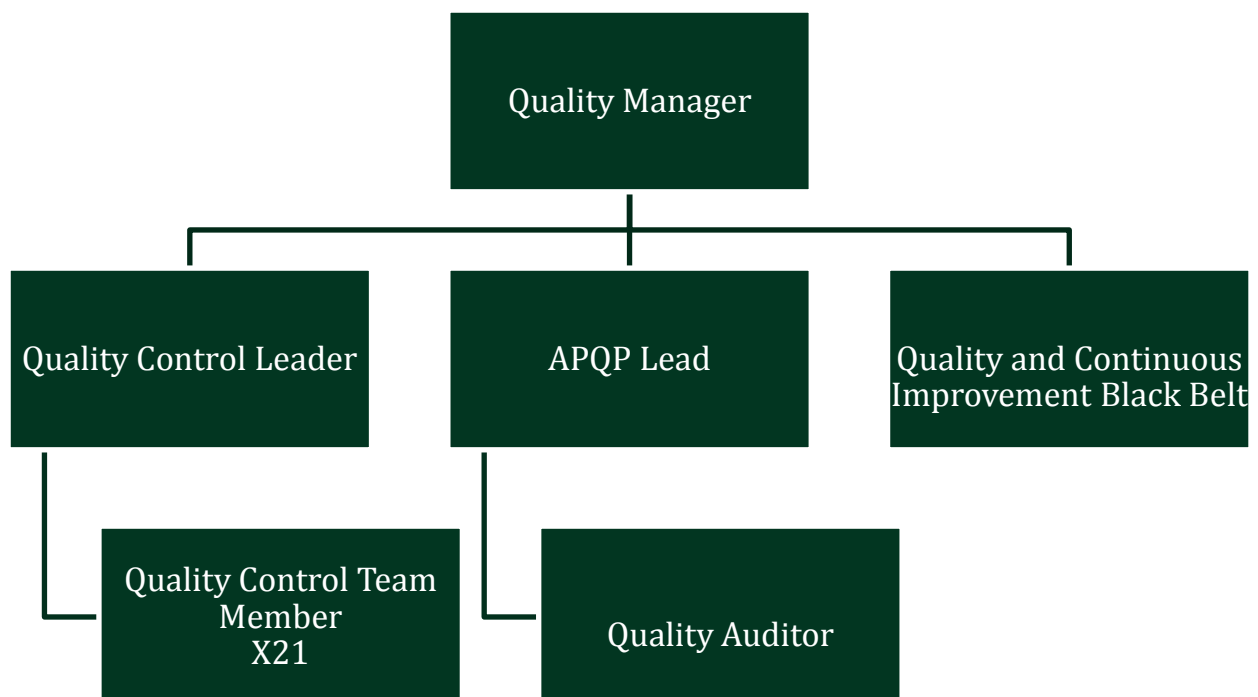 Quality Manager
Quality Control Leader
APQP Lead
Quality and Continuous
Improvement Black Belt
Quality Control Team
Member
X21
Quality Auditor